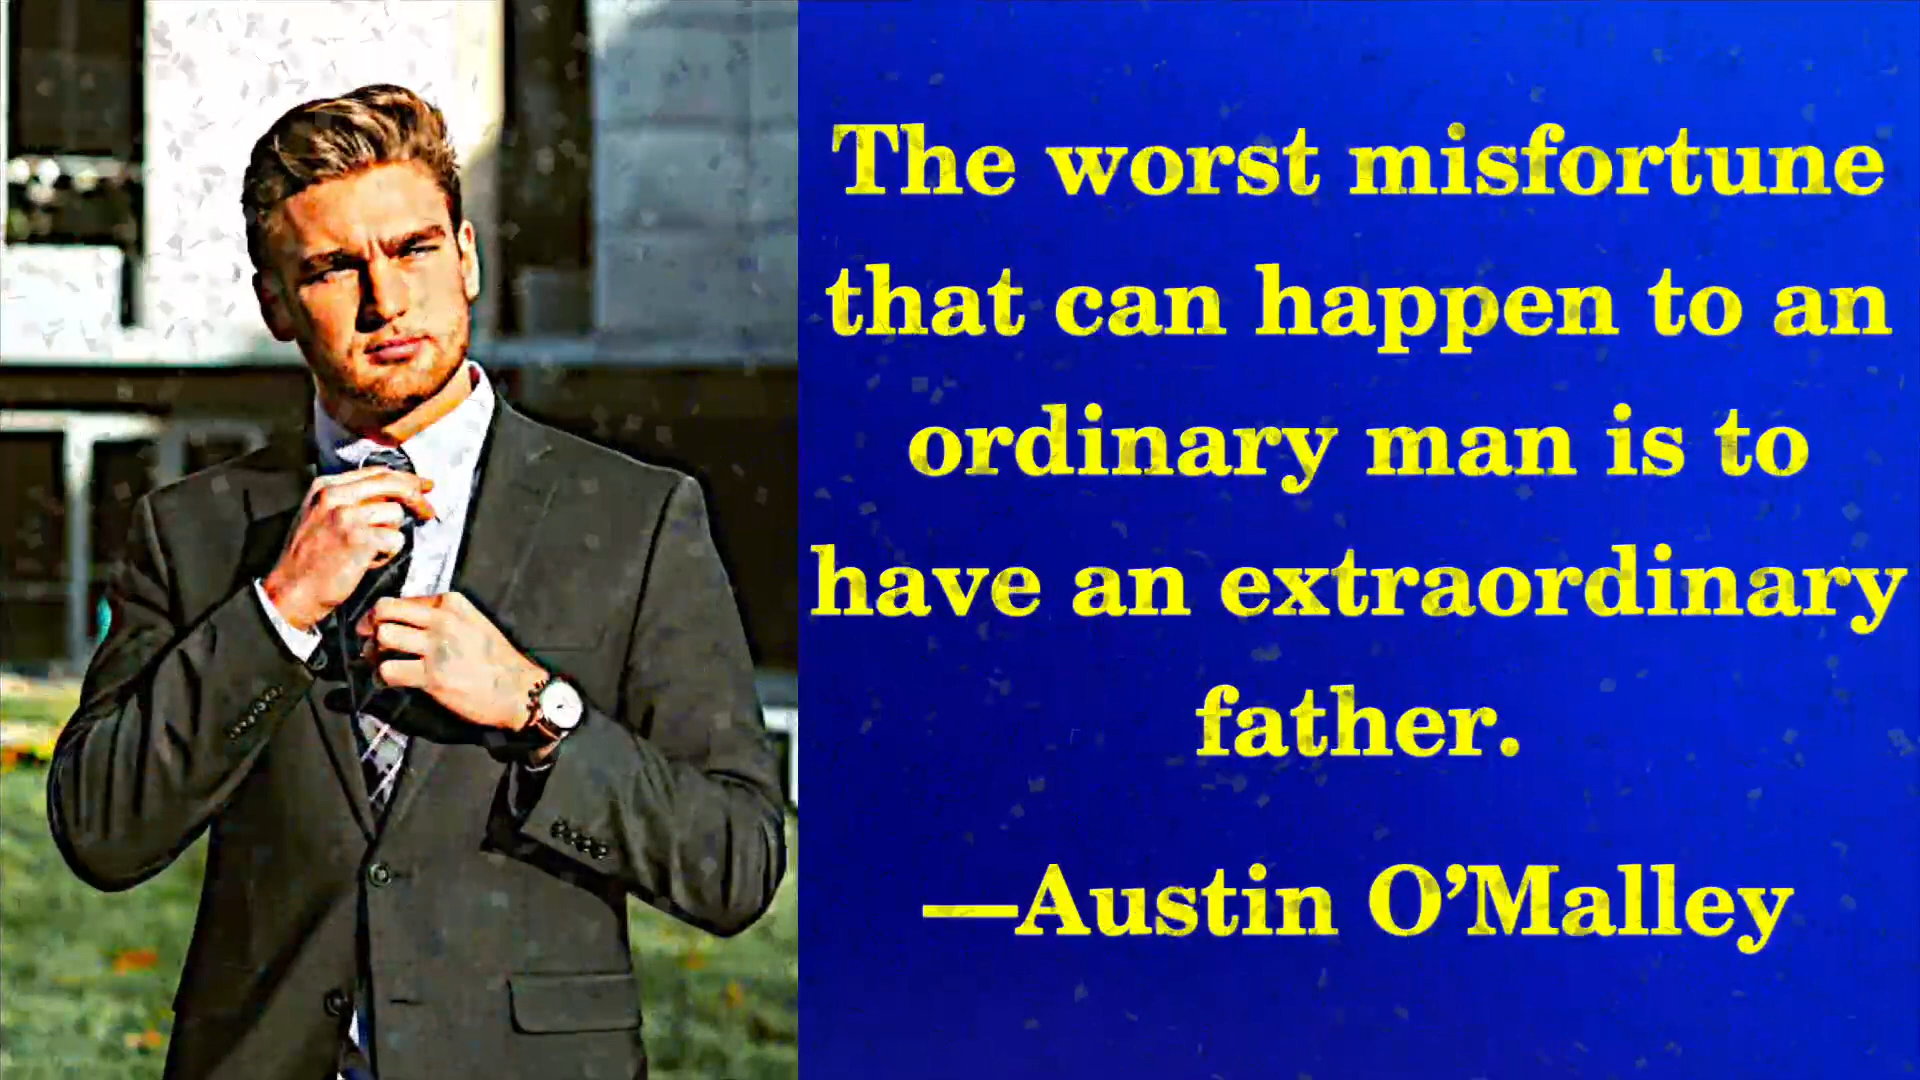 The worst misfortune
that can happen to an
ordinary man is to
have an extraordinary
father.
—Austin O’Malley